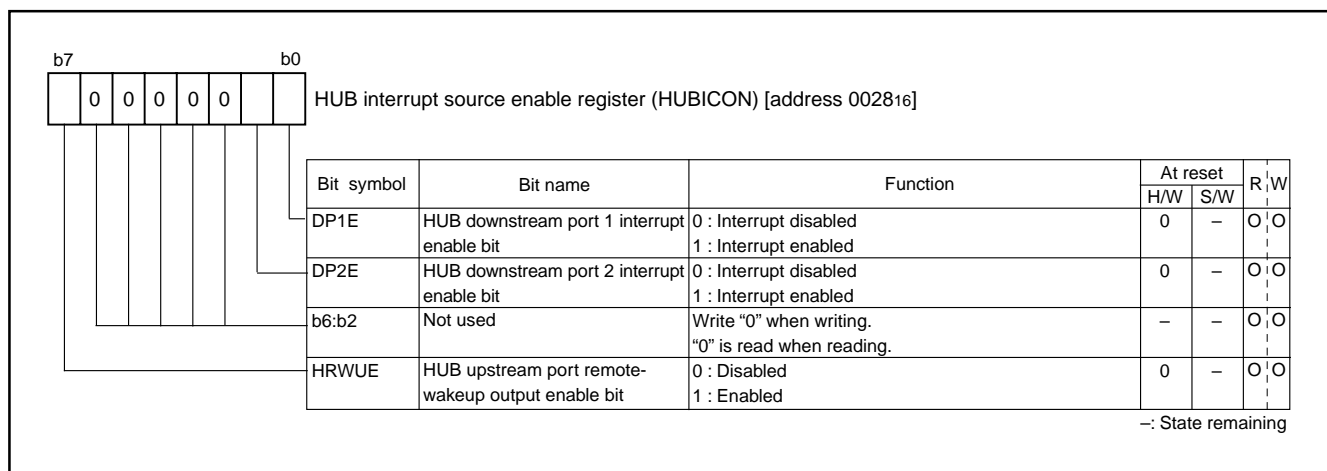 b7 b0
0 0 0 0 0 HUB interrupt source enable register (HUBICON) [address 002816]
Bit symbol Bit name Function At reset R W
H/W S/W
DP1E HUB downstream port 1 interrupt 0 : Interrupt disabled 0 – O O
enable bit 1 : Interrupt enabled
DP2E HUB downstream port 2 interrupt 0 : Interrupt disabled 0 – O O
enable bit 1 : Interrupt enabled
b6:b2 Not used Write “0” when writing. – – O O
“0” is read when reading.
HRWUE HUB upstream port remote- 0 : Disabled 0 – O O
wakeup output enable bit 1 : Enabled
–: State remaining